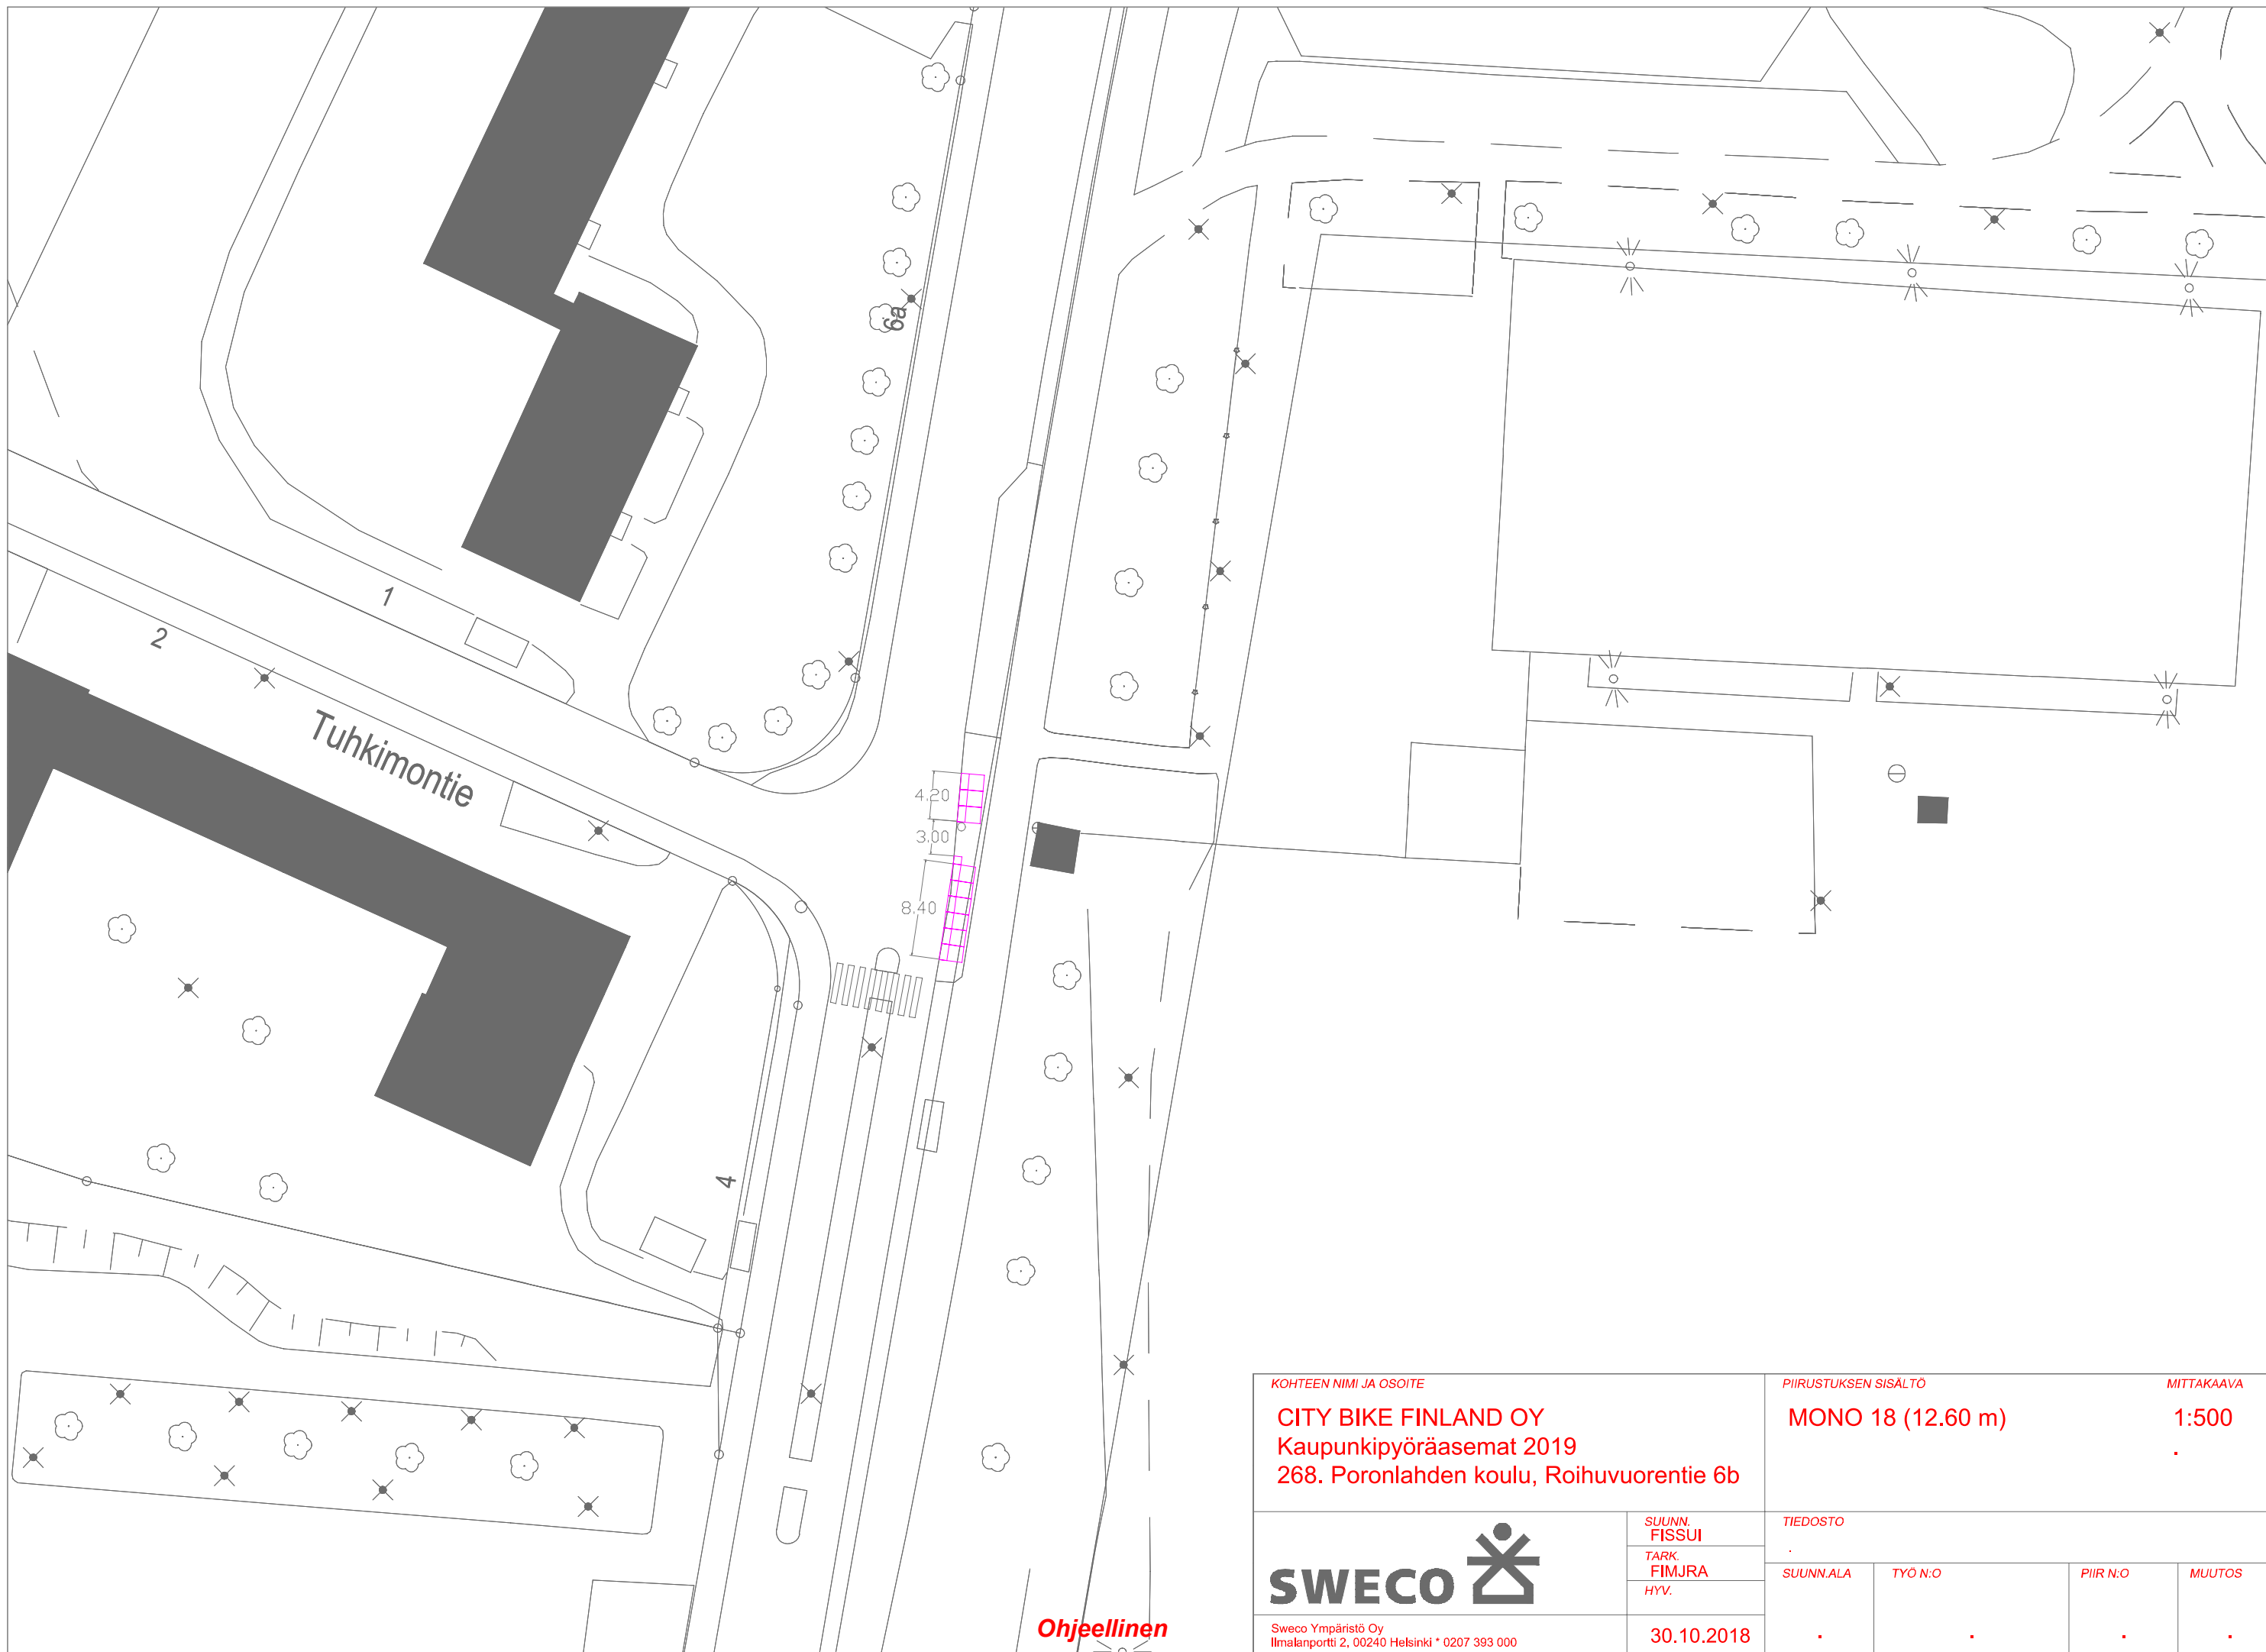 6a
1
2
Tuhkimontie
4.20
3.00
8.40
4
KOHTEEN NIMI JA OSOITE
CITY BIKE FINLAND OY
Kaupunkipyöräasemat 2019
268. Poronlahden koulu, Roihuvuorentie 6b
PIIRUSTUKSEN SISÄLTÖ
MITTAKAAVA
MONO 18 (12.60 m)
1:500
.
SWECO
SUUNN.
FISSUI
TARK.
FIMJRA
HYV.
TIEDOSTO
.
SUUNN.ALA
TYÖ N:O
PIIR N:O
MUUTOS
Ohjeellinen
Sweco Ympäristö Oy
Ilmalanportti 2, 00240 Helsinki * 0207 393 000
30.10.2018
. . . .